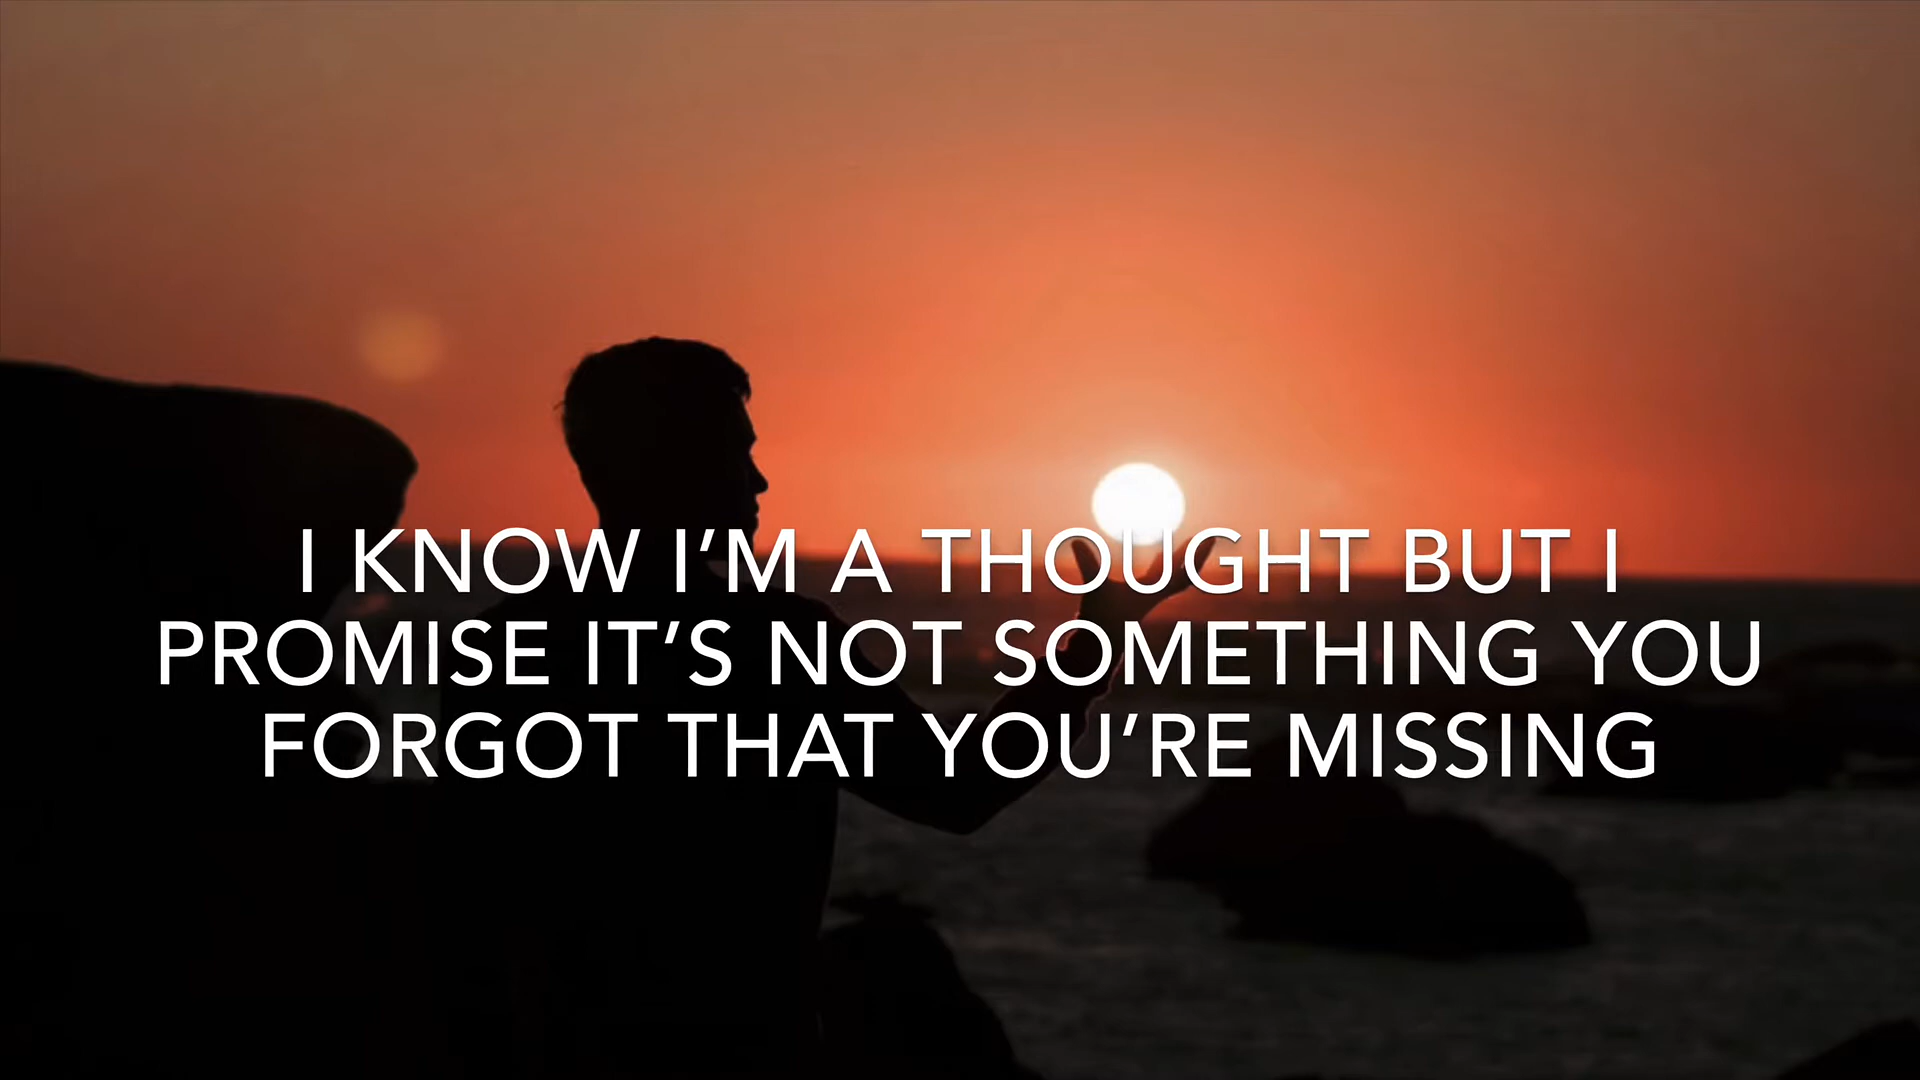 I KNOW I’M A THOUGHT BUT I
PROMISE IT’S NOT SOMETHING YOU
FORGOT THAT YOU’RE MISSING